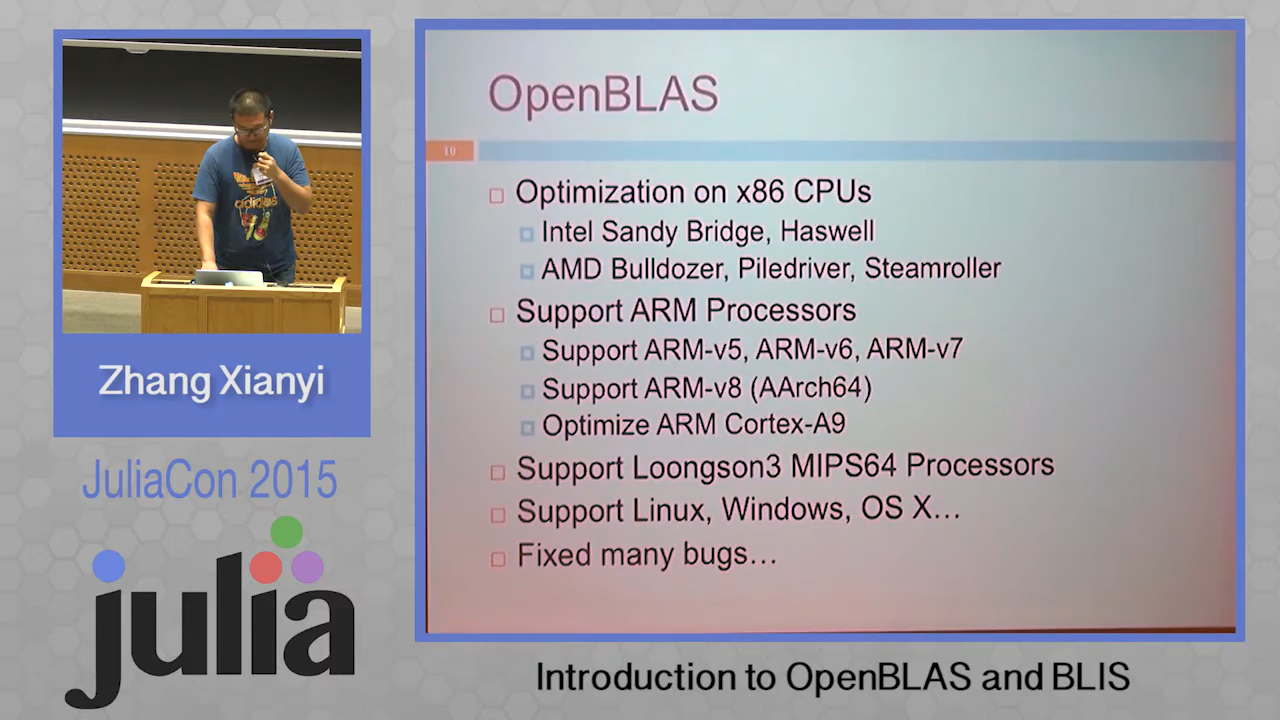 adidas
Zhang Xianyi
JuliaCon 2015
julia
OpenBLAS
10
Optimization on x86 CPUs
Intel Sandy Bridge, Haswell
AMD Bulldozer, Piledriver, Steamroller
Support ARM Processors
Support ARM-v5, ARM-v6, ARM-v7
Support ARM-v8 (AArch64)
Optimize ARM Cortex-A9
Support Loongson3 MIPS64 Processors
Support Linux, Windows, OS X…
Fixed many bugs…
Introduction to OpenBLAS and BLIS